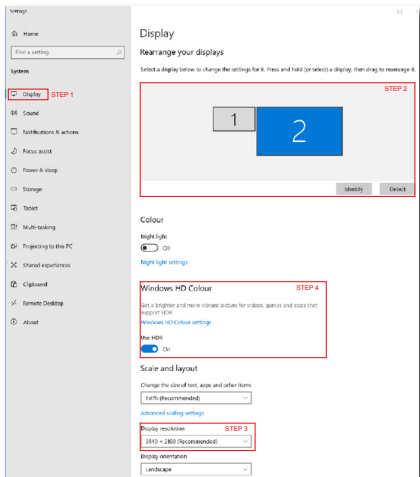 Settings
Home
Find a setting
System
Display STEP 1
Sound
Notifications & actions
Focus assist
Power & sleep
Storage
Tablet
Multi-tasking
Projecting to this PC
Shared experiences
Clipboard
Remote Desktop
About
Display
Rearrange your displays
Select a display below to change the settings for it. Press and hold (or select) a display, then drag to rearrange it.
STEP 2
1 2
Identify Detect
Colour
Night light
Off
Night light settings
Windows HD Colour STEP 4
Get a brighter and more vibrant picture for videos, games and apps that
support HDR.
Windows HD Colour settings
Use HDR
On
Scale and layout
Change the size of text, apps and other items
(Recommended)
Advanced scaling settings
Display resolution STEP 3
3840 × 2160 (Recommended)
Display orientation
Landscape